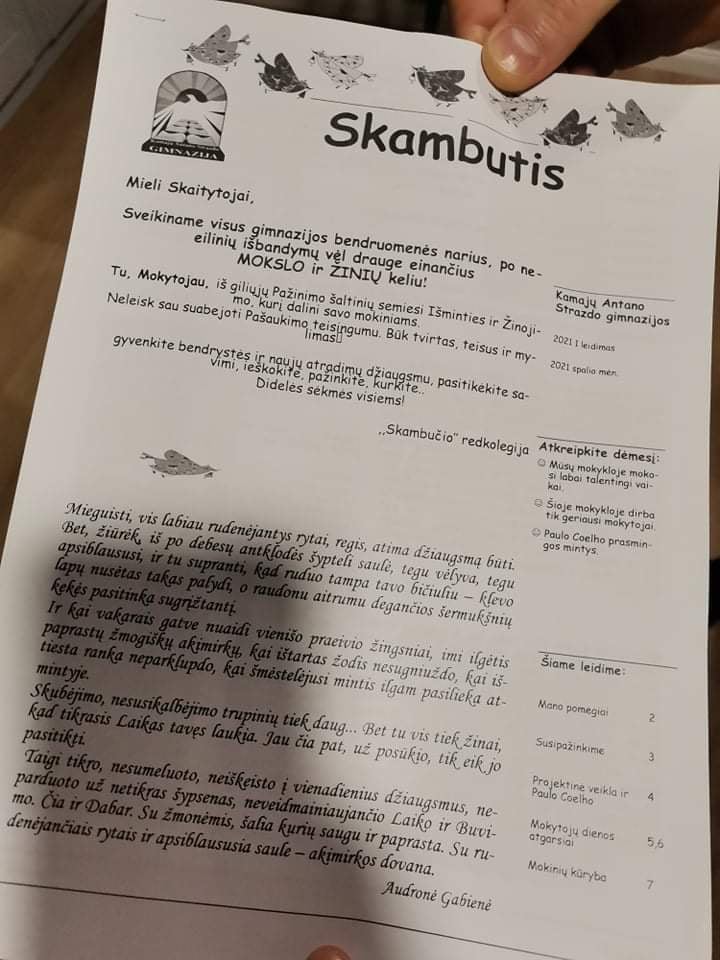 GIMNAZIJA
Skambutis
Mieli Skaitytojai,
Sveikiname visus gimnazijos bendruomenės narius, po ne-
eilinių išbandymų vėl drauge einančius
MOKSLO ir ŽINIŲ keliu!
Tu, Mokytojau, iš giliųjų Pažinimo šaltinių semiesi Išminties ir Žinoji-
mo, kurį dalini savo mokiniams.
Neleisk sau suabejoti Pašaukimo teisingumu. Būk tvirtas, teisus ir my-
limas
gyvenkite bendrystės ir naujų atradimų džiaugsmu, pasitikėkite sa-
vimi, ieškokite, pažinkite, kurkite..
Didelės sėkmės visiems!
,,Skambučio" redkolegija
Kamajų Antano
Strazdo gimnazijos
2021 I leidimas
2021 spalio mėn.
Atkreipkite dėmesį:
☺ Mūsų mokykloje moko-
si labai talentingi vai-
kai.
☺ Šioje mokykloje dirba
tik geriausi mokytojai.
☺ Paulo Coelho prasmin-
gos mintys.
Mieguisti, vis labiau rudenėjantys rytai, regis, atima džiaugsmą būti.
Bet, žiūrėk, iš po debesų antklodės šypteli saulė, tegu vėlyva, tegu
apsiblaususi, ir tu supranti, kad ruduo tampa tavo bičiuliu – klevo
lapų nusėtas takas palydi, o raudonu aitrumu degančios šermukšnių
kekės pasitinka sugrįžtantį.
Ir kai vakarais gatve nuaidi vienišo praeivio žingsniai, imi ilgėtis
paprastų žmogiškų akimirkų, kai ištartas žodis nesugniuždo, kai iš-
tiesta ranka neparklupdo, kai šmėstelėjusi mintis ilgam pasilieka at-
mintyje.
Skubėjimo, nesusikalbėjimo trupinių tiek daug... Bet tu vis tiek žinai,
kad tikrasis Laikas tavęs laukia. Jau čia pat, už posūkio, tik eik jo
pasitikti.
Taigi tikro, nesumeluoto, neiškeisto į vienadienius džiaugsmus, ne-
parduoto už netikras šypsenas, neveidmainiaujančio Laiko ir Buvi-
mo. Čia ir Dabar. Su žmonėmis, šalia kurių saugu ir paprasta. Su ru-
denėjančiais rytais ir apsiblaususia saule – akimirkos dovana.
Audronė Gabienė
Šiame leidime:
Mano pomėgiai 2
Susipažinkime 3
Projektinė veikla ir
Paulo Coelho 4
Mokytojų dienos
atgarsiai 5,6
Mokinių kūryba 7